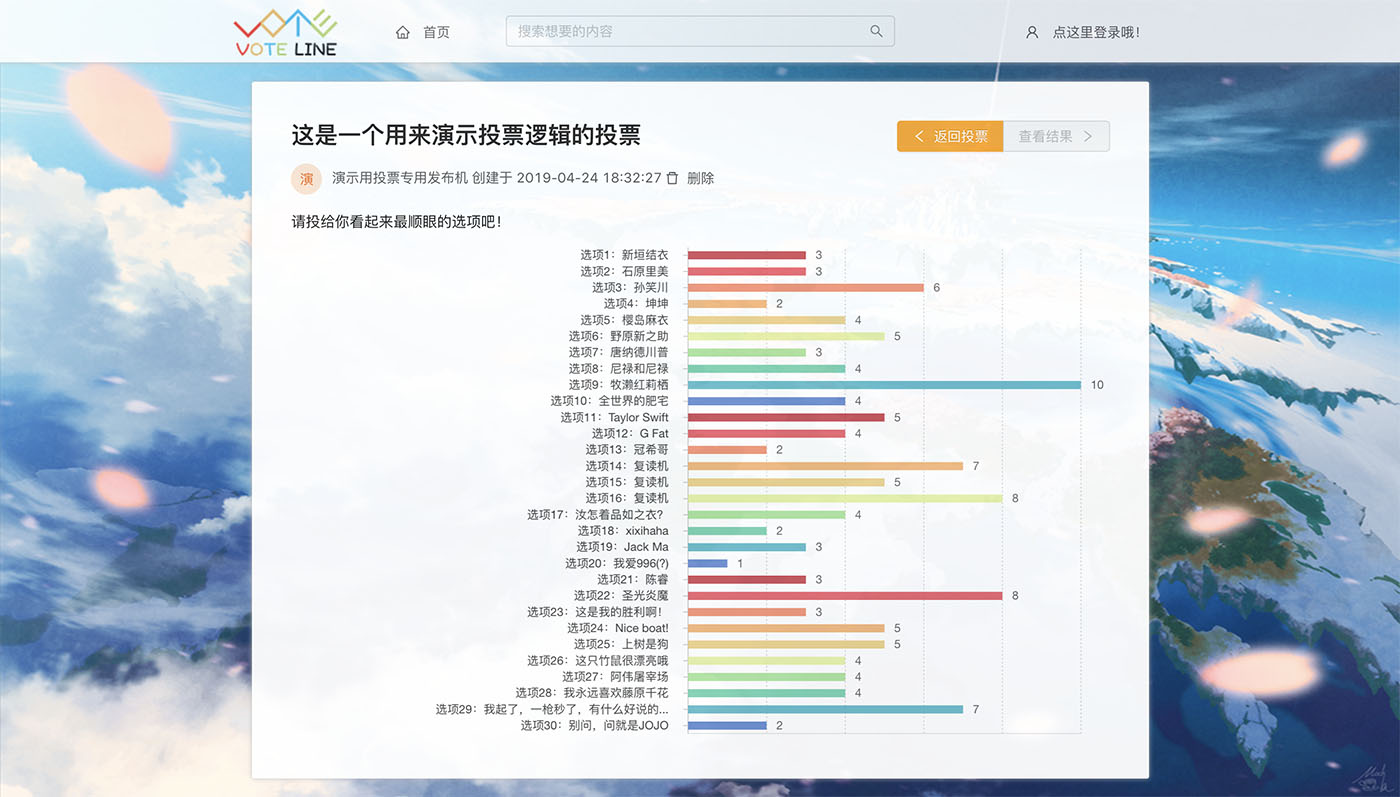 VOTE LINE
首页
搜索想要的内容
点这里登录哦！
这是一个用来演示投票逻辑的投票
返回投票
查看结果
演
演示用投票专用发布机 创建于 2019-04-24 18:32:27 删除
请投给你看起来最顺眼的选项吧！
选项1：新垣结衣 3
选项2：石原里美 3
选项3：孙笑川 6
选项4：坤坤 2
选项5：樱岛麻衣 4
选项6：野原新之助 5
选项7：唐纳德川普 3
选项8：尼禄和尼禄 4
选项9：牧濑红莉栖 10
选项10：全世界的肥宅 4
选项11：Taylor Swift 5
选项12：G Fat 4
选项13：冠希哥 2
选项14：复读机 7
选项15：复读机 5
选项16：复读机 8
选项17：汝怎着品如之衣？ 4
选项18：xixihaha 2
选项19：Jack Ma 3
选项20：我爱996(?) 1
选项21：陈睿 3
选项22：圣光炎魔 8
选项23：这是我的胜利啊！ 3
选项24：Nice boat! 5
选项25：上树是狗 5
选项26：这只竹鼠很漂亮哦 4
选项27：阿伟屠宰场 4
选项28：我永远喜欢藤原千花 4
选项29：我起了，一枪秒了，有什么好说的... 7
选项30：别问，问就是JOJO 2